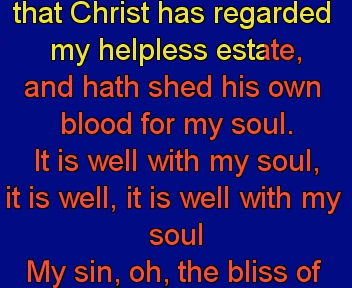 that Christ has regarded
my helpless estate,
and hath shed his own
blood for my soul.
It is well with my soul,
it is well, it is well with my
soul
My sin, oh, the bliss of